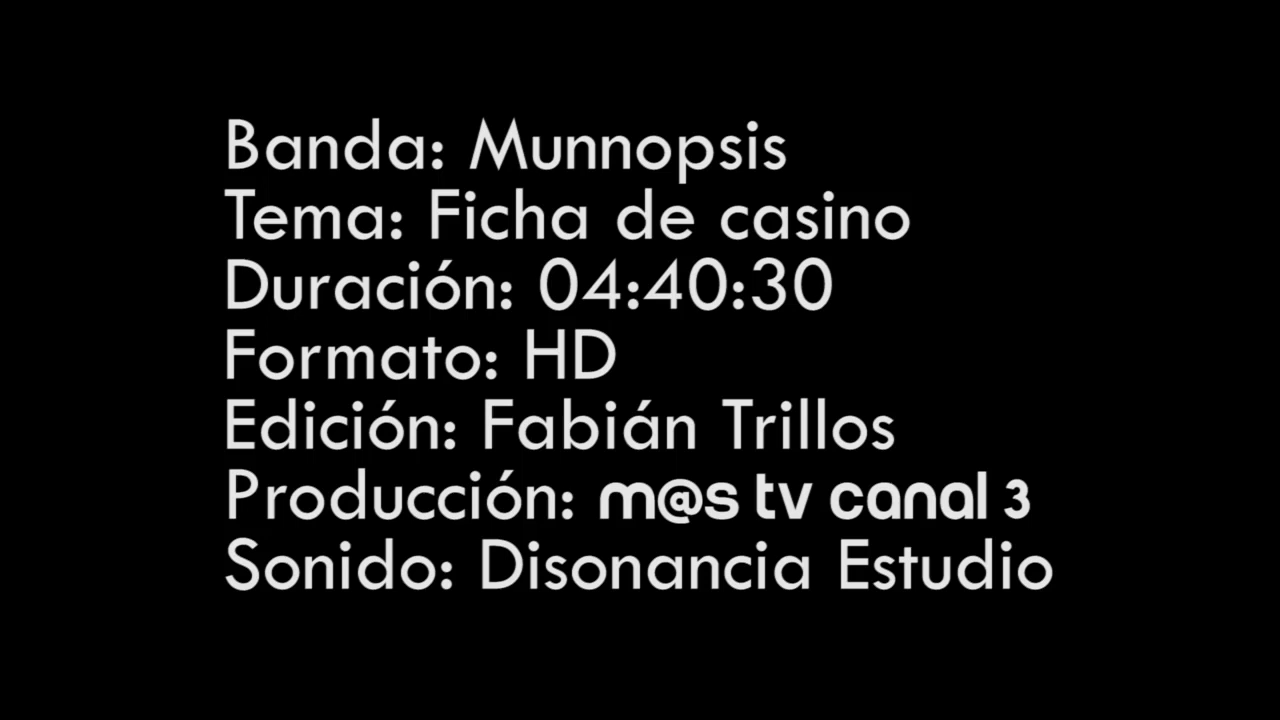 Banda: Munnopsis
Tema: Ficha de casino
Duración: 04:40:30
Formato: HD
Edición: Fabián Trillos
Producción: m@s tv canal 3
Sonido: Disonancia Estudio